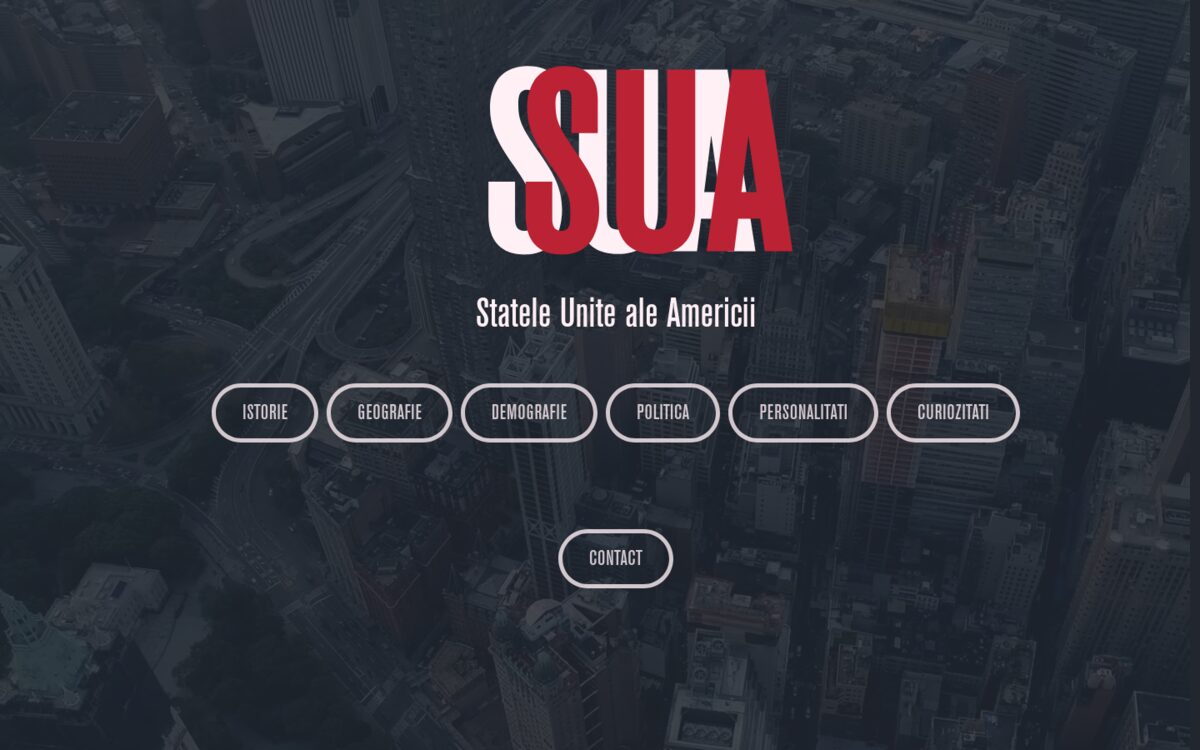 SUA
Statele Unite ale Americii
ISTORIE GEOGRAFIE DEMOGRAFIE POLITICA PERSONALITATI CURIOZITATI
CONTACT